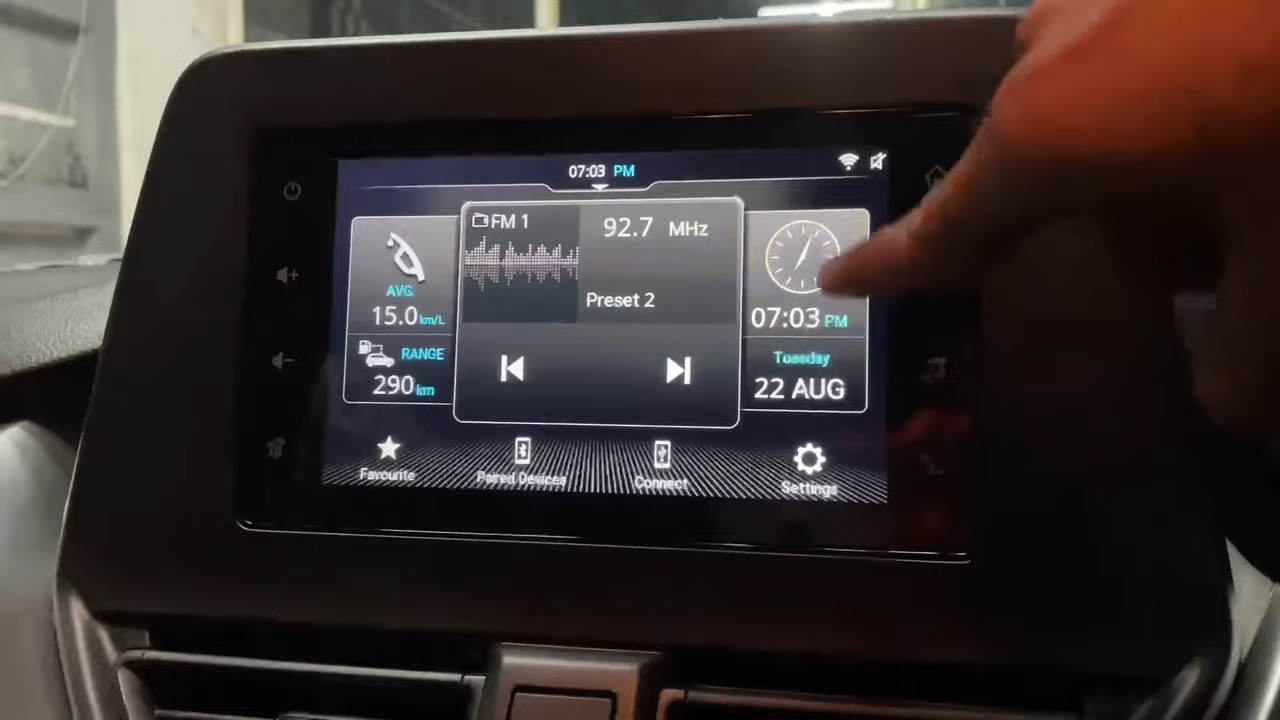 07:03 PM
FM 1
92.7 MHz
Preset 2
AVG.
15.0 km/L
RANGE
290 km
07:03 PM
Tuesday
22 AUG
Favourite
Paired Devices
Connect
Settings